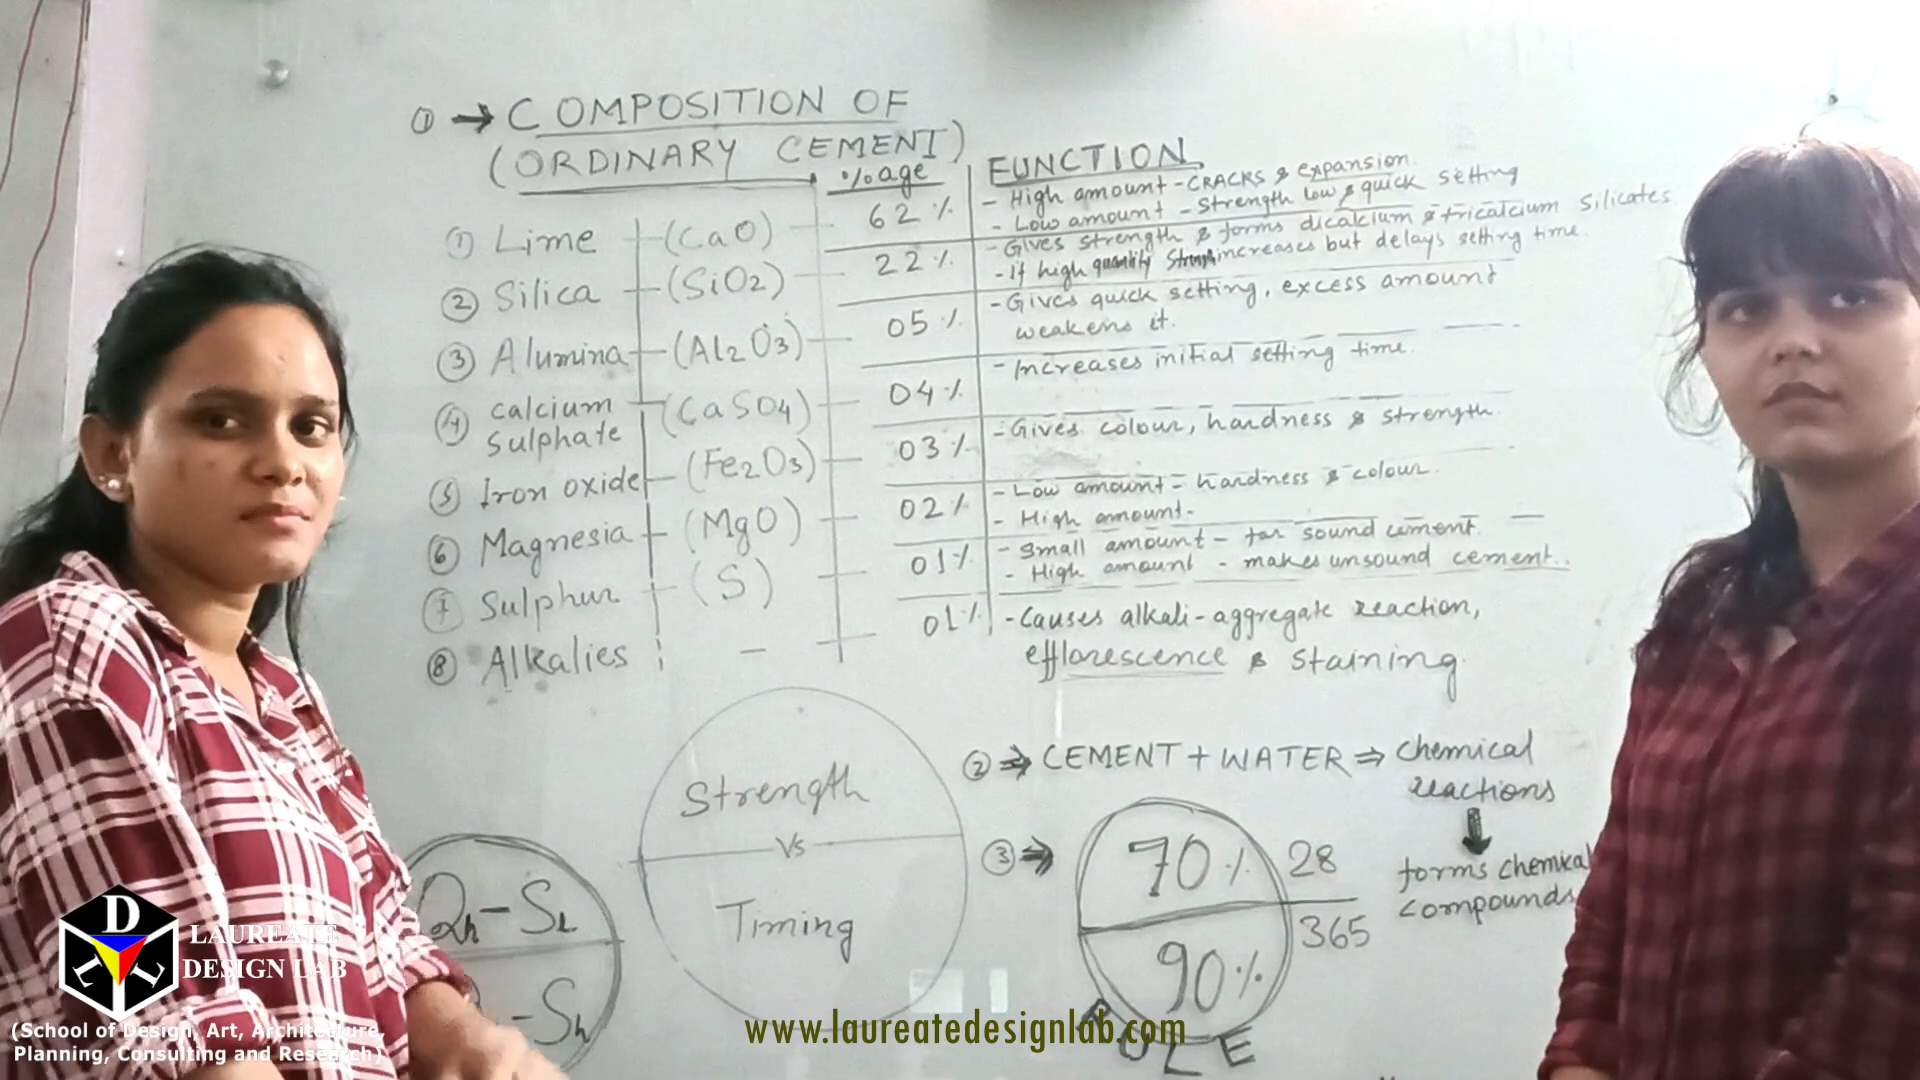 ① → COMPOSITION OF
(ORDINARY CEMENT)
%age
FUNCTION
① Lime (CaO) 62%
- High amount - CRACKS & expansion.
- Low amount - Strength low & quick setting
② Silica (SiO2) 22%
- Gives strength & forms dicalcium & tricalcium silicates
- If high quantity increases but delays setting time.
③ Alumina (Al2O3) 05%
- Gives quick setting, excess amount
weakens it.
④ calcium
sulphate (CaSO4) 04%
- Increases initial setting time.
⑤ Iron oxide (Fe2O3) 03%
- Gives colour, hardness & strength.
⑥ Magnesia (MgO) 02%
- Low amount = hardness & colour.
- High amount-
⑦ Sulphur (S) 01%
- Small amount - for sound cement.
- High amount - makes unsound cement..
⑧ Alkalies - 01%
- Causes alkali-aggregate reaction,
efflorescence & staining.
Strength
Vs
Timing
② ⇒ CEMENT + WATER ⇒ chemical
reactions
forms chemical
compounds
③ ⇒ 70% 28
90% 365
ROLE
D
L L
LAUREATE
DESIGN LAB
(School of Design, Art, Architecture,
Planning, Consulting and Research)
www.laureatedesignlab.com